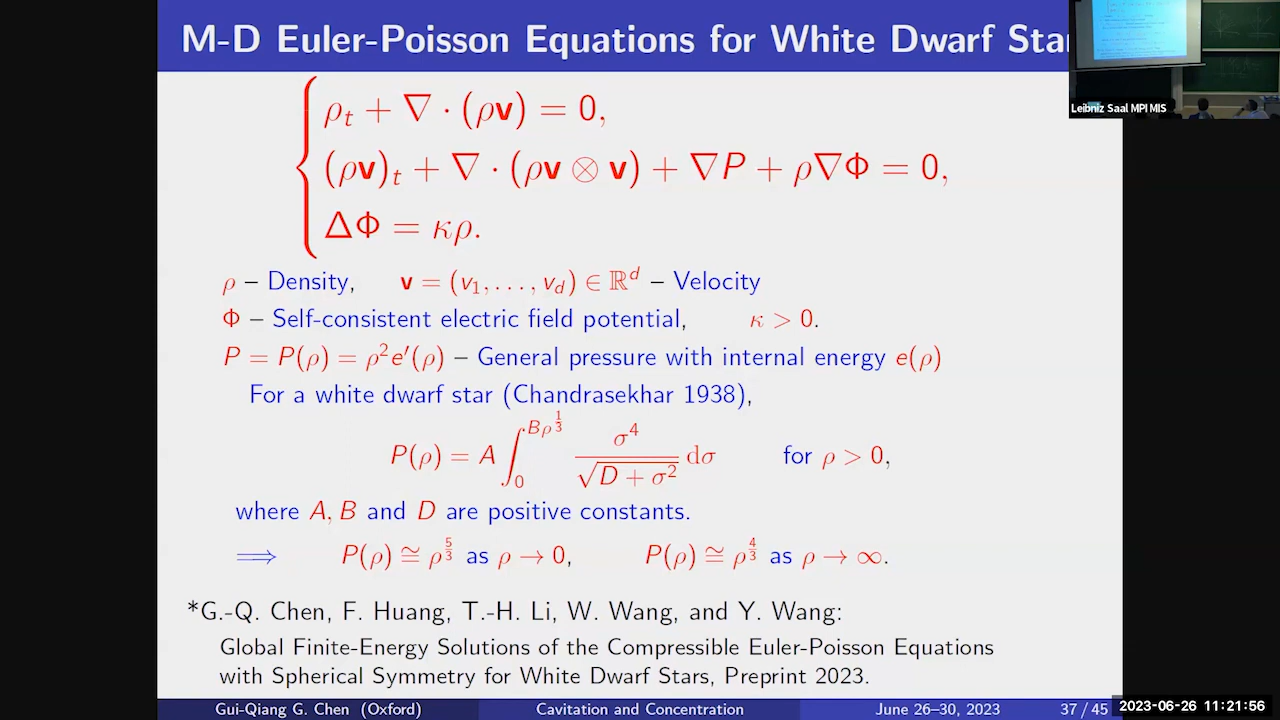 M-D Euler-Poisson Equations for White Dwarf Star
Leibniz Saal MPI MIS
ρ_t + ∇ · (ρv) = 0,
(ρv)_t + ∇ · (ρv ⊗ v) + ∇P + ρ∇Φ = 0,
ΔΦ = κρ.
ρ – Density, v = (v_1, . . . , v_d) ∈ ℝ^d – Velocity
Φ – Self-consistent electric field potential, κ > 0.
P = P(ρ) = ρ^2 e′(ρ) – General pressure with internal energy e(ρ)
For a white dwarf star (Chandrasekhar 1938),
P(ρ) = A ∫_0^{Bρ^{1/3}} σ^4 / √(D + σ^2) dσ for ρ > 0,
where A, B and D are positive constants.
⟹ P(ρ) ≅ ρ^{5/3} as ρ → 0, P(ρ) ≅ ρ^{4/3} as ρ → ∞.
*G.-Q. Chen, F. Huang, T.-H. Li, W. Wang, and Y. Wang:
Global Finite-Energy Solutions of the Compressible Euler-Poisson Equations
with Spherical Symmetry for White Dwarf Stars, Preprint 2023.
Gui-Qiang G. Chen (Oxford) Cavitation and Concentration June 26–30, 2023 37 / 45
2023-06-26 11:21:56